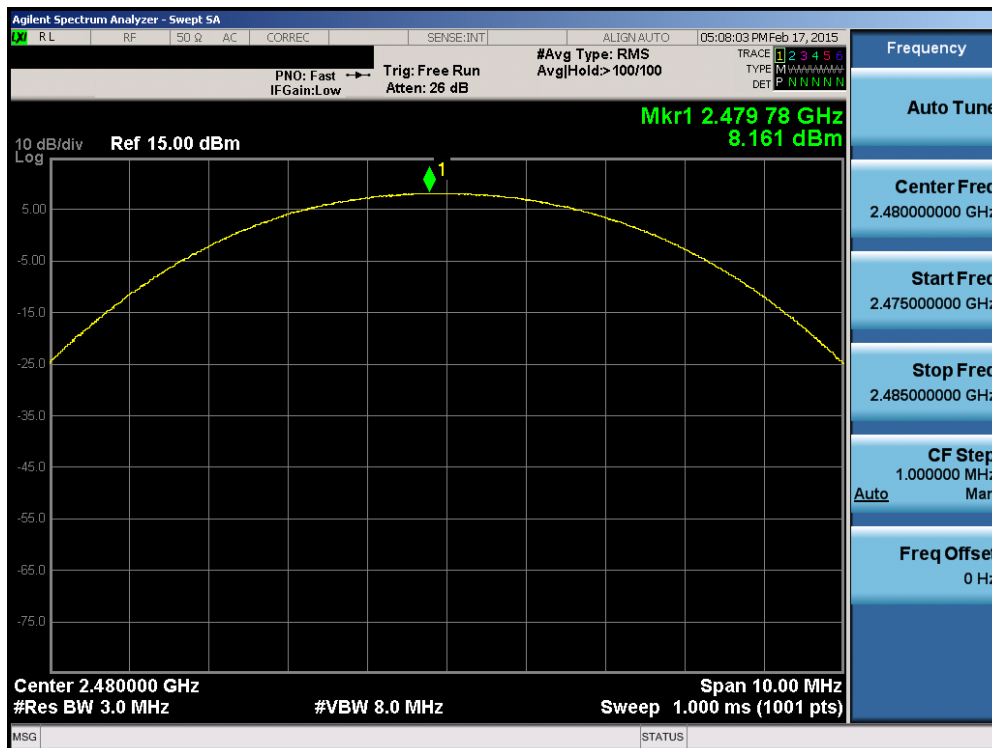 Agilent Spectrum Analyzer - Swept SA
LXI RL RF 50 Ω AC CORREC SENSE:INT ALIGN AUTO 05:08:03 PM Feb 17, 2015
PNO: Fast Trig: Free Run #Avg Type: RMS TRACE 1 2 3 4 5 6
IFGain:Low Atten: 26 dB Avg|Hold:> 100/100 TYPE M WWWWW
DET P N N N N N
Mkr1 2.479 78 GHz
8.161 dBm
10 dB/div Ref 15.00 dBm
Log
1
5.00
-5.00
-15.0
-25.0
-35.0
-45.0
-55.0
-65.0
-75.0
Center 2.480000 GHz Span 10.00 MHz
#Res BW 3.0 MHz #VBW 8.0 MHz Sweep 1.000 ms (1001 pts)
MSG STATUS
Frequency
Auto Tune
Center Freq
2.480000000 GHz
Start Freq
2.475000000 GHz
Stop Freq
2.485000000 GHz
CF Step
1.000000 MHz
Auto Man
Freq Offset
0 Hz